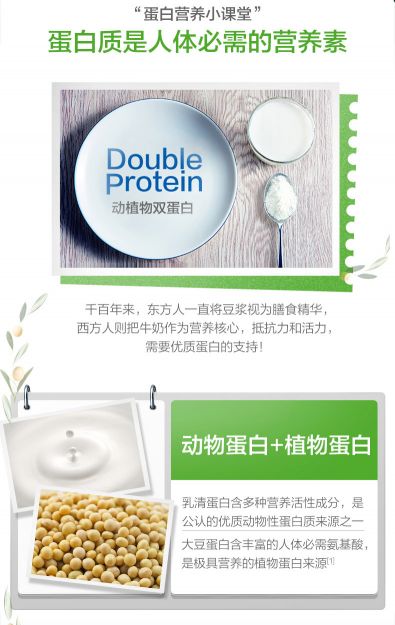 “蛋白营养小课堂”
蛋白质是人体必需的营养素
Double
Protein
动植物双蛋白
千百年来，东方人一直将豆浆视为膳食精华，
西方人则把牛奶作为营养核心，抵抗力和活力，
需要优质蛋白的支持！
动物蛋白+植物蛋白
乳清蛋白含多种营养活性成分，是
公认的优质动物性蛋白质来源之一
大豆蛋白含丰富的人体必需氨基酸，
是极具营养的植物蛋白来源[1]